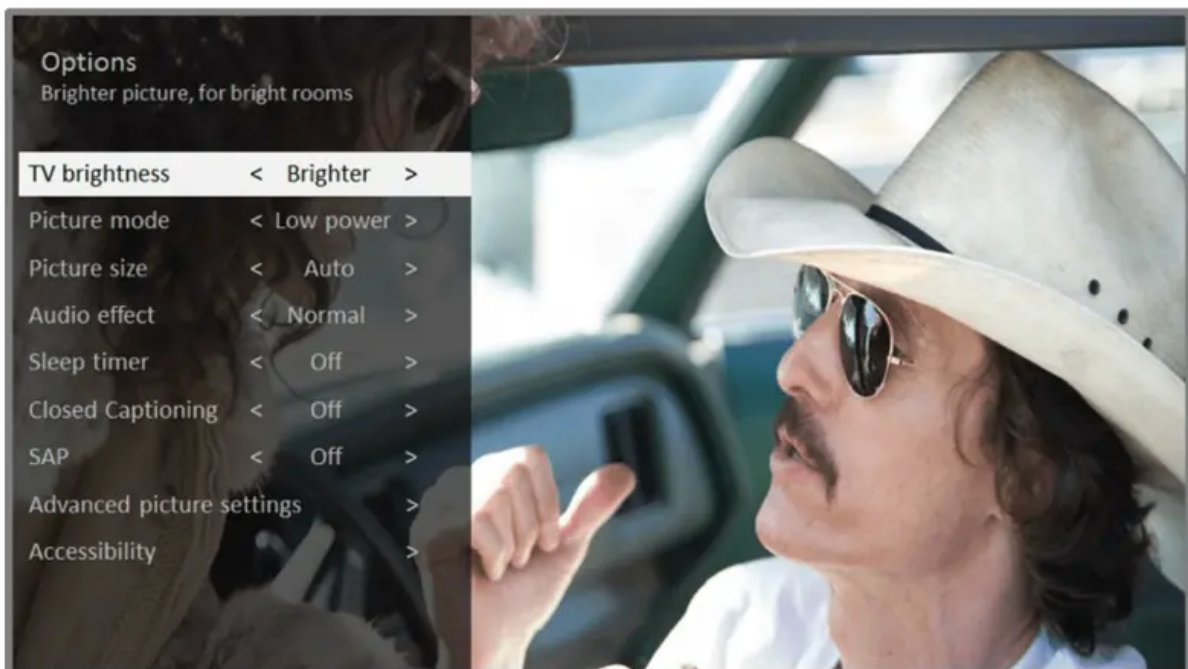 Options
Brighter picture, for bright rooms
TV brightness < Brighter >
Picture mode < Low power >
Picture size < Auto >
Audio effect < Normal >
Sleep timer < Off >
Closed Captioning < Off >
SAP < Off >
Advanced picture settings >
Accessibility >